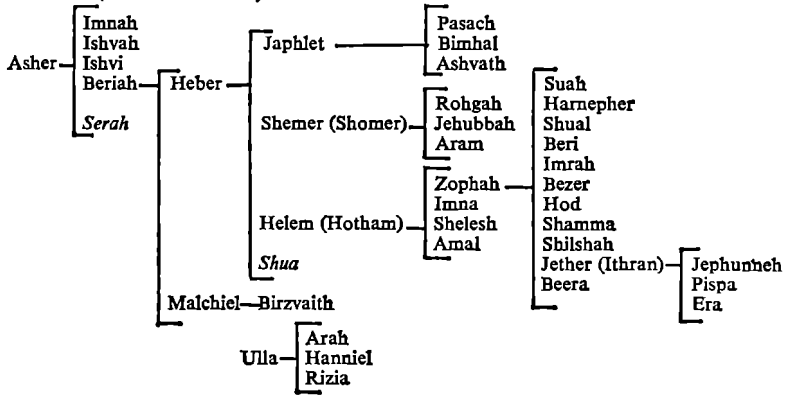 Asher
Imnah
Ishvah
Ishvi
Beriah
Serah
Heber
Malchiel
Birzvaith
Japhlet
Shemer (Shomer)
Helem (Hotham)
Shua
Pasach
Bimhal
Ashvath
Rohgah
Jehubbah
Aram
Zophah
Imna
Shelesh
Amal
Suah
Harnepher
Shual
Beri
Imrah
Bezer
Hod
Shamma
Shilshah
Jether (Ithran)
Beera
Jephunneh
Pispa
Era
Ulla
Arah
Hanniel
Rizia